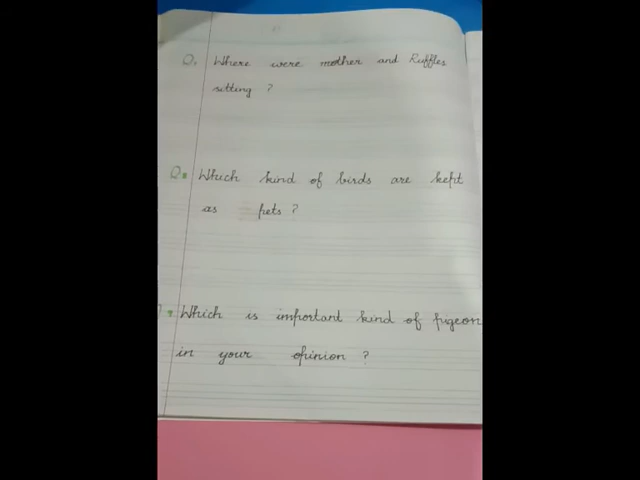 Q. Where were mother and Ruffles
sitting ?
Q. Which kind of birds are kept
as pets ?
Which is important kind of pigeon
in your opinion ?